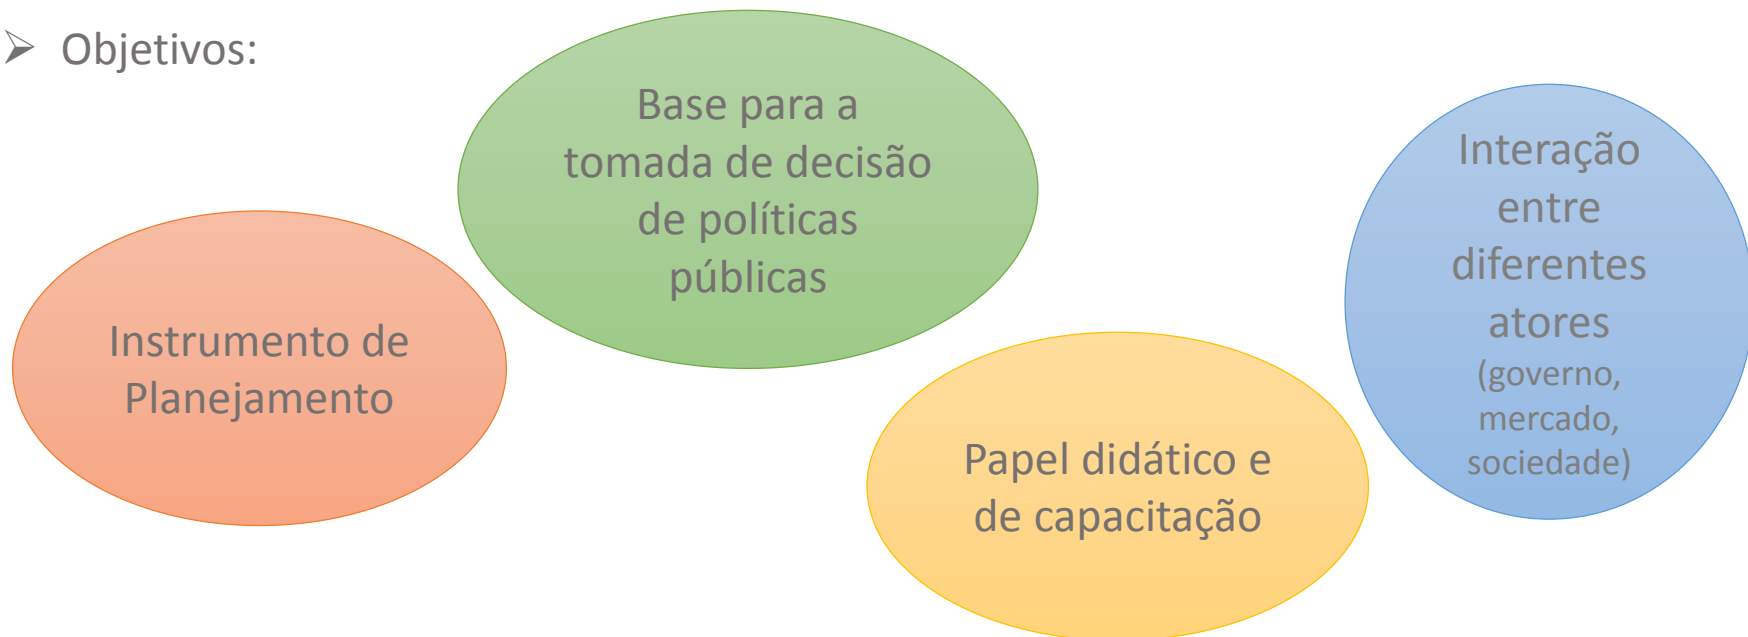 ➢ Objetivos:
Base para a
tomada de decisão
de políticas
públicas
Interação
entre
diferentes
atores
(governo,
mercado,
sociedade)
Instrumento de
Planejamento
Papel didático e
de capacitação